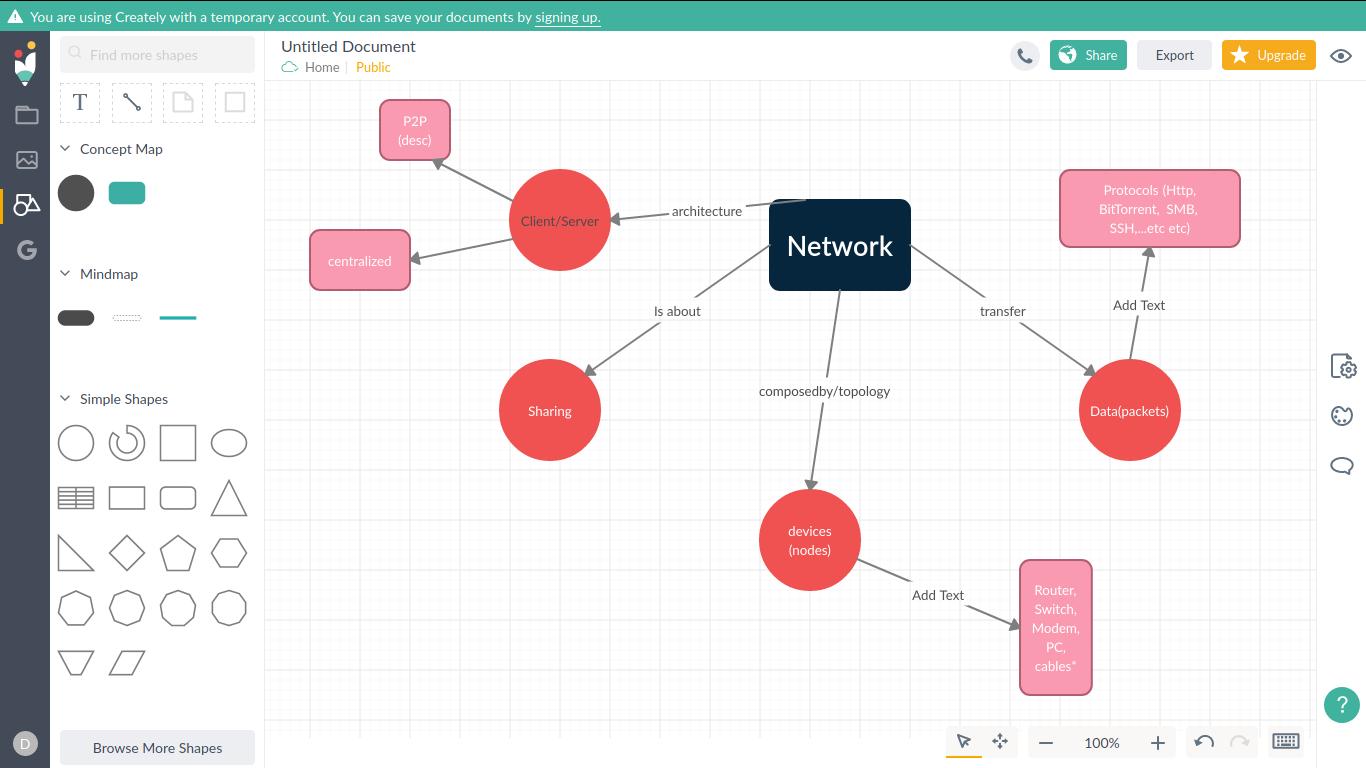 You are using Creately with a temporary account. You can save your documents by signing up.
Find more shapes
T
Concept Map
Mindmap
Simple Shapes
Browse More Shapes
G
D
Untitled Document
Home
Public
Share
Export
Upgrade
P2P
(desc)
Client/Server
centralized
architecture
Network
Protocols (Http,
BitTorrent, SMB,
SSH,...etc etc)
Is about
transfer
Add Text
composedby/topology
Sharing
Data(packets)
devices
(nodes)
Add Text
Router,
Switch,
Modem,
PC,
cables*
100%
?